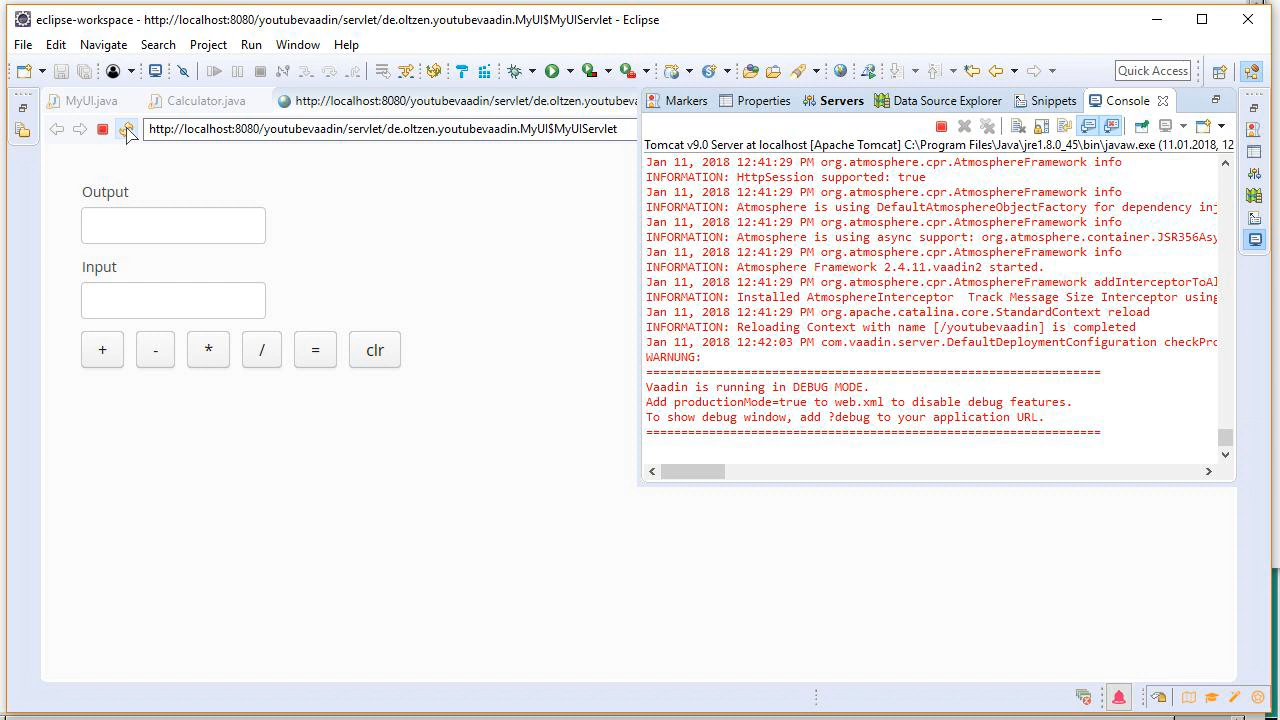 eclipse-workspace - http://localhost:8080/youtubevaadin/servlet/de.oltzen.youtubevaadin.MyUI$MyUIServlet - Eclipse
File Edit Navigate Search Project Run Window Help
Quick Access
MyUI.java Calculator.java http://localhost:8080/youtubevaadin/servlet/de.oltzen.youtubeva
Markers Properties Servers Data Source Explorer Snippets Console
http://localhost:8080/youtubevaadin/servlet/de.oltzen.youtubevaadin.MyUI$MyUIServlet
Tomcat v9.0 Server at localhost [Apache Tomcat] C:\Program Files\Java\jre1.8.0_45\bin\javaw.exe (11.01.2018, 12
Jan 11, 2018 12:41:29 PM org.atmosphere.cpr.AtmosphereFramework info
INFORMATION: HttpSession supported: true
Jan 11, 2018 12:41:29 PM org.atmosphere.cpr.AtmosphereFramework info
INFORMATION: Atmosphere is using DefaultAtmosphereObjectFactory for dependency inj
Jan 11, 2018 12:41:29 PM org.atmosphere.cpr.AtmosphereFramework info
INFORMATION: Atmosphere is using async support: org.atmosphere.container.JSR356Asy
Jan 11, 2018 12:41:29 PM org.atmosphere.cpr.AtmosphereFramework info
INFORMATION: Atmosphere Framework 2.4.11.vaadin2 started.
Jan 11, 2018 12:41:29 PM org.atmosphere.cpr.AtmosphereFramework addInterceptorToAl
INFORMATION: Installed AtmosphereInterceptor  Track Message Size Interceptor using
Jan 11, 2018 12:41:29 PM org.apache.catalina.core.StandardContext reload
INFORMATION: Reloading Context with name [/youtubevaadin] is completed
Jan 11, 2018 12:42:03 PM com.vaadin.server.DefaultDeploymentConfiguration checkPro
WARNUNG:
=================================================================
Vaadin is running in DEBUG MODE.
Add productionMode=true to web.xml to disable debug features.
To show debug window, add ?debug to your application URL.
=================================================================
Output
Input
+ - * / = clr